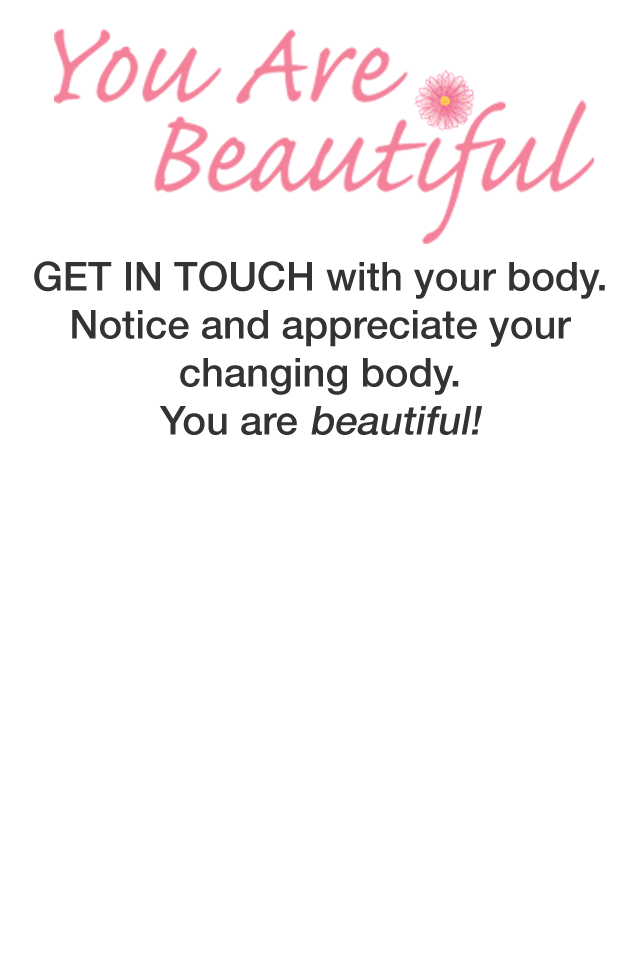 You Are
Beautiful
GET IN TOUCH with your body.
Notice and appreciate your
changing body.
You are beautiful!